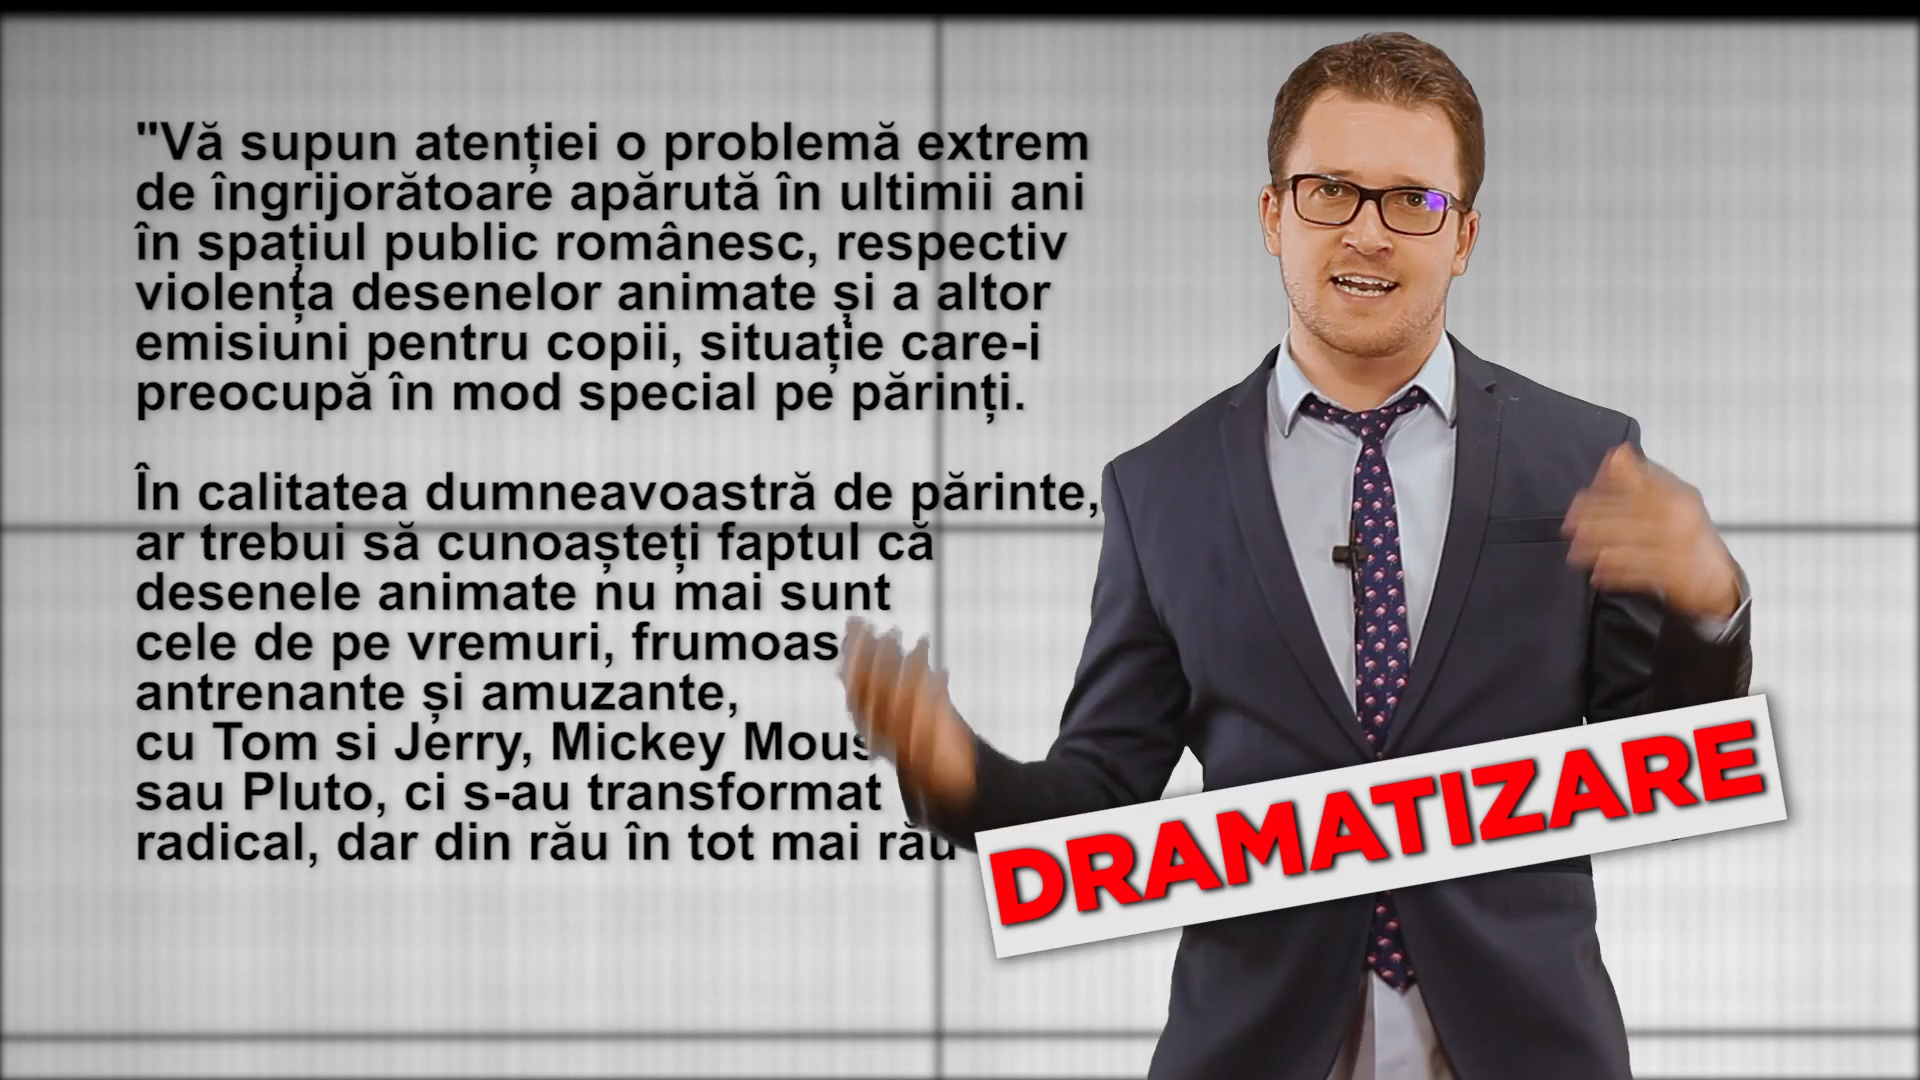 "Vă supun atenției o problemă extrem
de îngrijorătoare apărută în ultimii ani
în spațiul public românesc, respectiv
violența desenelor animate și a altor
emisiuni pentru copii, situație care-i
preocupă în mod special pe părinți.
În calitatea dumneavoastră de părinte,
ar trebui să cunoașteți faptul că
desenele animate nu mai sunt
cele de pe vremuri, frumoas
antrenante și amuzante,
cu Tom si Jerry, Mickey Mous
sau Pluto, ci s-au transformat
radical, dar din rău în tot mai rău
DRAMATIZARE